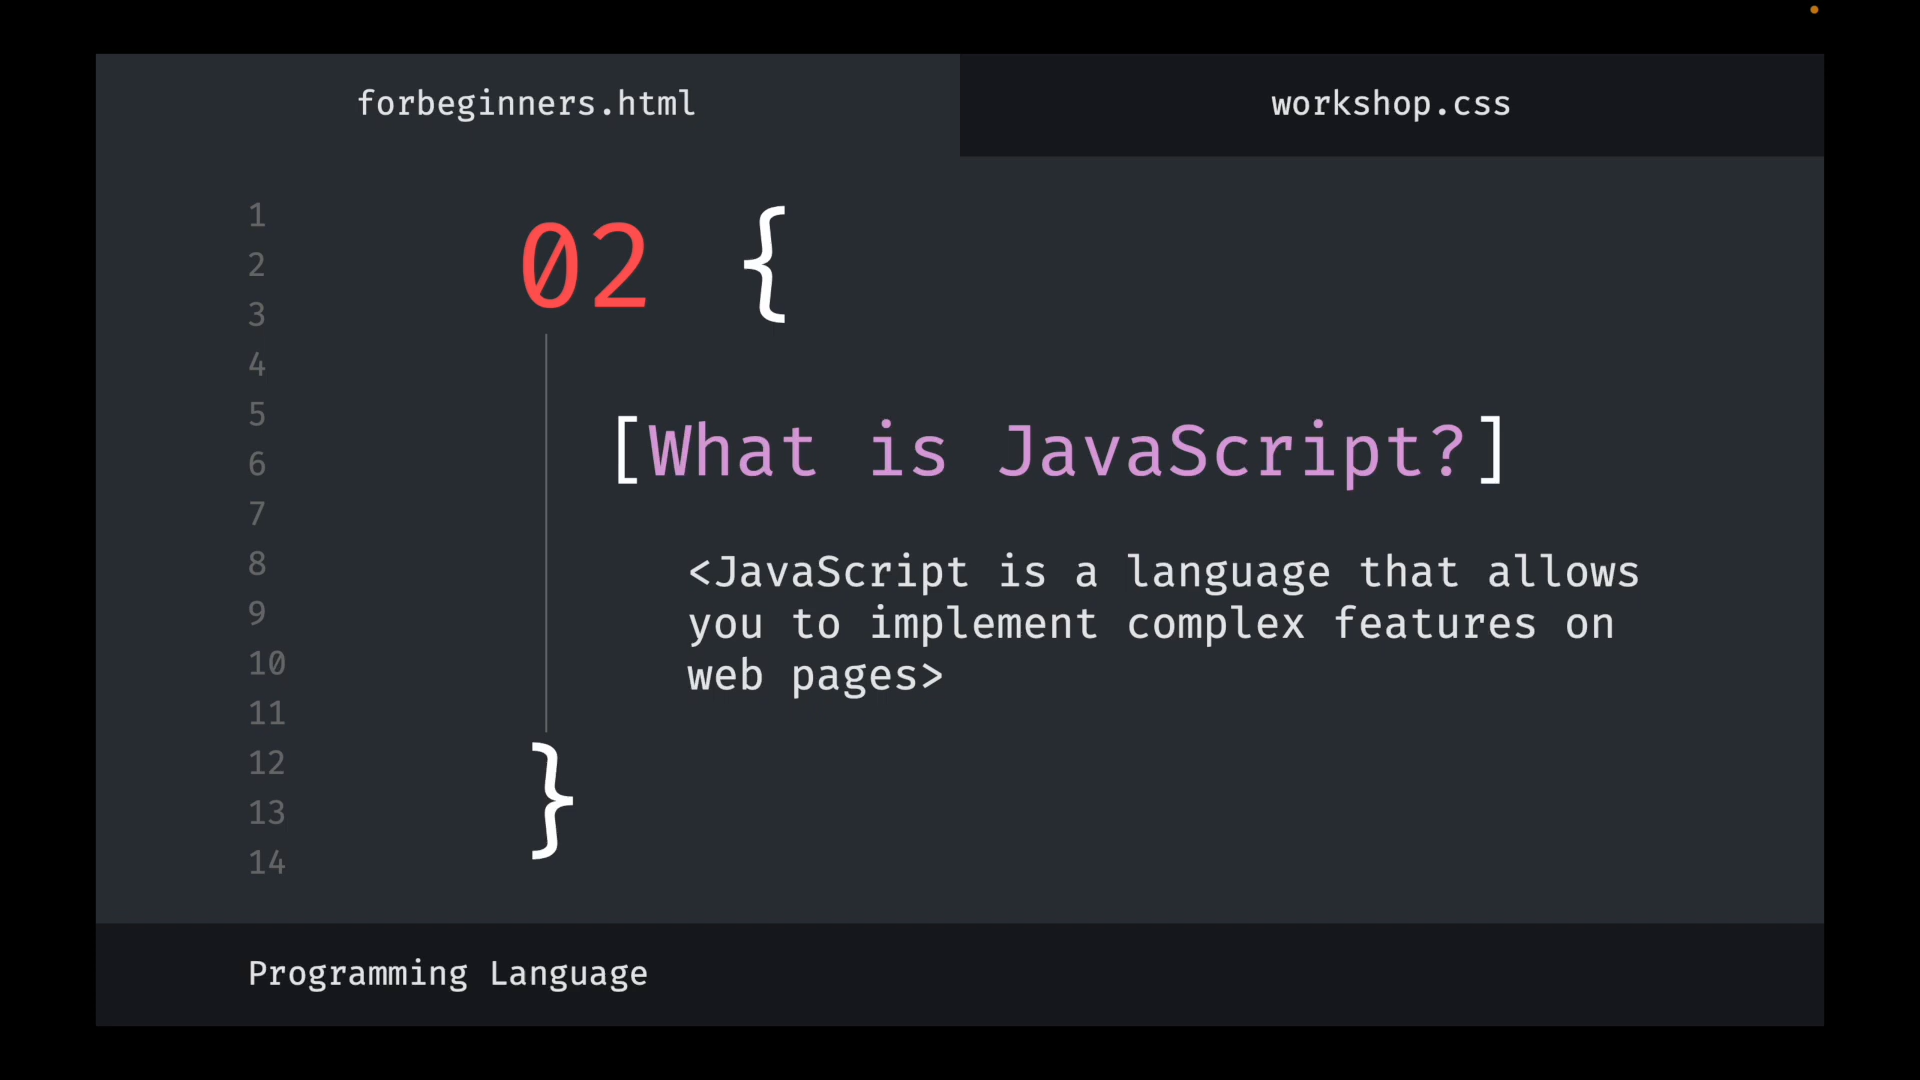 forbeginners.html
workshop.css
1
2
3
4
5
6
7
8
9
10
11
12
13
14
02 {
[What is JavaScript?]
<JavaScript is a language that allows
you to implement complex features on
web pages>
}
Programming Language